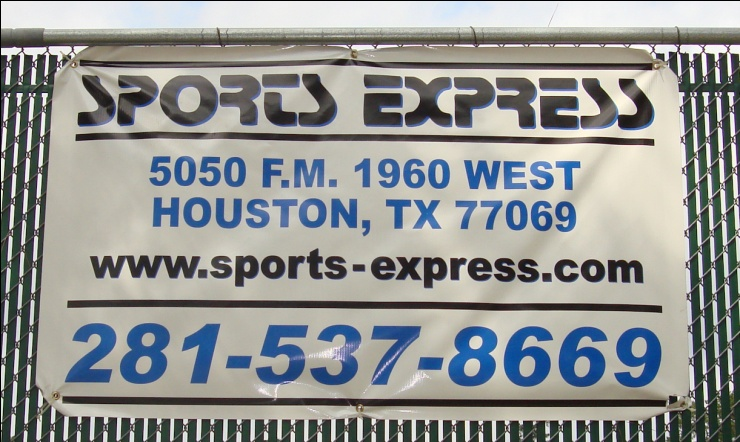 SPORTS EXPRESS
5050 F.M. 1960 WEST
HOUSTON, TX 77069
www.sports-express.com
281-537-8669